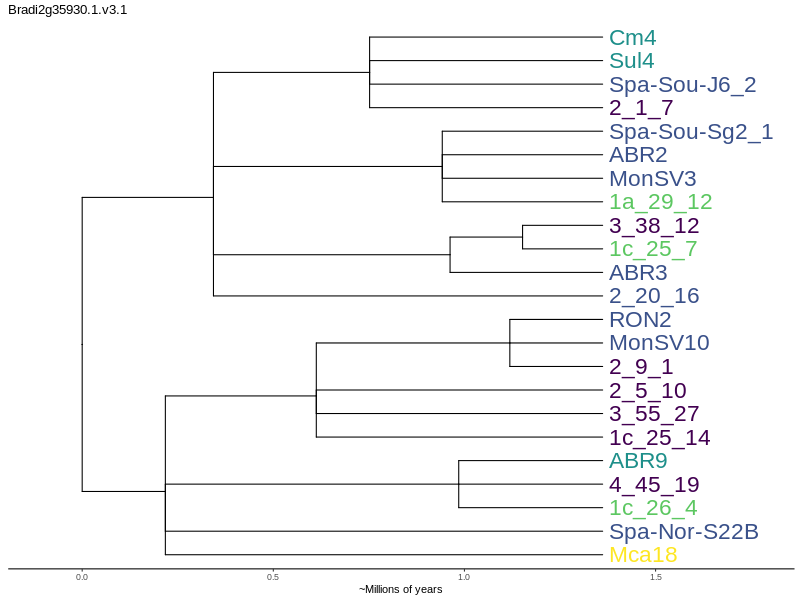 Bradi2g35930.1.v3.1
Cm4
Sul4
Spa-Sou-J6_2
2_1_7
Spa-Sou-Sg2_1
ABR2
MonSV3
1a_29_12
3_38_12
1c_25_7
ABR3
2_20_16
RON2
MonSV10
2_9_1
2_5_10
3_55_27
1c_25_14
ABR9
4_45_19
1c_26_4
Spa-Nor-S22B
Mca18
0.0 0.5 1.0 1.5
~Millions of years